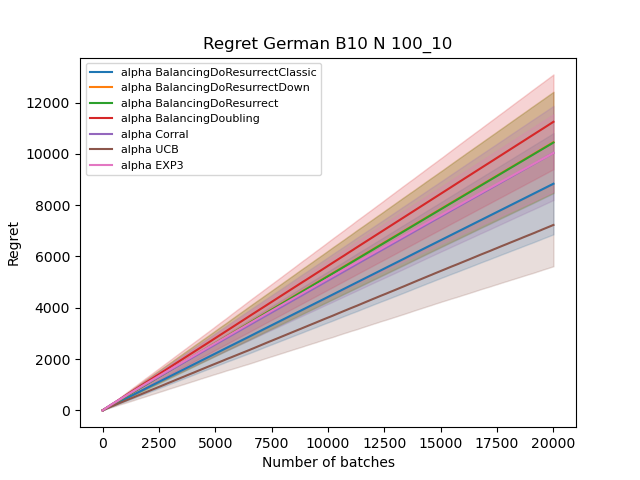 Regret German B10 N 100_10
alpha BalancingDoResurrectClassic
alpha BalancingDoResurrectDown
alpha BalancingDoResurrect
alpha BalancingDoubling
alpha Corral
alpha UCB
alpha EXP3
12000
10000
8000
6000
4000
2000
0
Regret
0 2500 5000 7500 10000 12500 15000 17500 20000
Number of batches